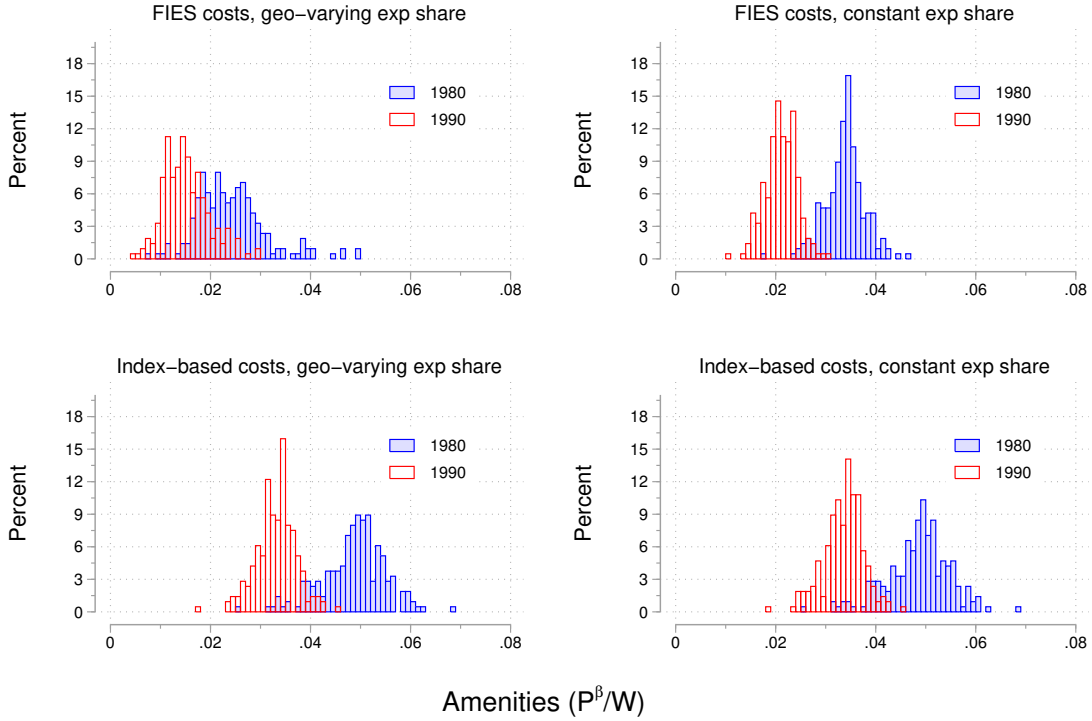 FIES costs, geo−varying exp share
18
15
12
9
6
3
0
Percent
1980
1990
0 .02 .04 .06 .08
FIES costs, constant exp share
18
15
12
9
6
3
0
Percent
1980
1990
0 .02 .04 .06 .08
Index−based costs, geo−varying exp share
18
15
12
9
6
3
0
Percent
1980
1990
0 .02 .04 .06 .08
Index−based costs, constant exp share
18
15
12
9
6
3
0
Percent
1980
1990
0 .02 .04 .06 .08
Amenities (P^β/W)